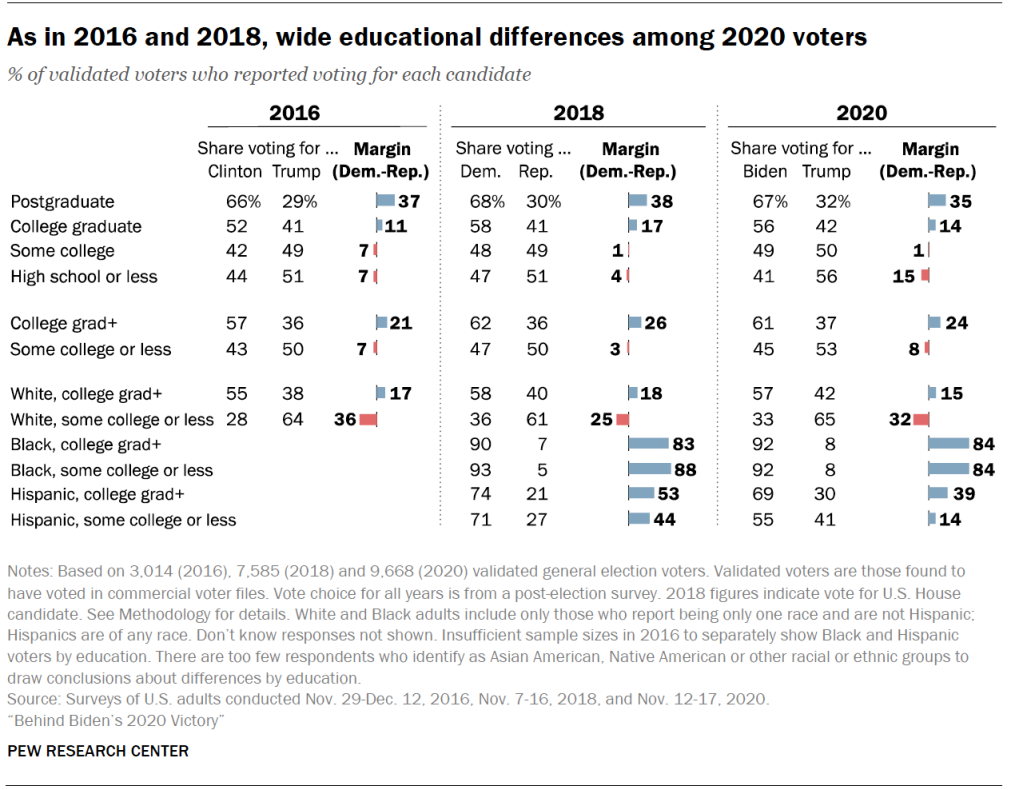 As in 2016 and 2018, wide educational differences among 2020 voters
% of validated voters who reported voting for each candidate
2016 2018 2020
Share voting for ... Margin Share voting ... Margin Share voting for ... Margin
Clinton Trump (Dem.-Rep.) Dem. Rep. (Dem.-Rep.) Biden Trump (Dem.-Rep.)
Postgraduate 66% 29% 37 68% 30% 38 67% 32% 35
College graduate 52 41 11 58 41 17 56 42 14
Some college 42 49 7 48 49 1 49 50 1
High school or less 44 51 7 47 51 4 41 56 15
College grad+ 57 36 21 62 36 26 61 37 24
Some college or less 43 50 7 47 50 3 45 53 8
White, college grad+ 55 38 17 58 40 18 57 42 15
White, some college or less 28 64 36 36 61 25 33 65 32
Black, college grad+ 90 7 83 92 8 84
Black, some college or less 93 5 88 92 8 84
Hispanic, college grad+ 74 21 53 69 30 39
Hispanic, some college or less 71 27 44 55 41 14
Notes: Based on 3,014 (2016), 7,585 (2018) and 9,668 (2020) validated general election voters. Validated voters are those found to
have voted in commercial voter files. Vote choice for all years is from a post-election survey. 2018 figures indicate vote for U.S. House
candidate. See Methodology for details. White and Black adults include only those who report being only one race and are not Hispanic;
Hispanics are of any race. Don't know responses not shown. Insufficient sample sizes in 2016 to separately show Black and Hispanic
voters by education. There are too few respondents who identify as Asian American, Native American or other racial or ethnic groups to
draw conclusions about differences by education.
Source: Surveys of U.S. adults conducted Nov. 29-Dec. 12, 2016, Nov. 7-16, 2018, and Nov. 12-17, 2020.
"Behind Biden's 2020 Victory"
PEW RESEARCH CENTER